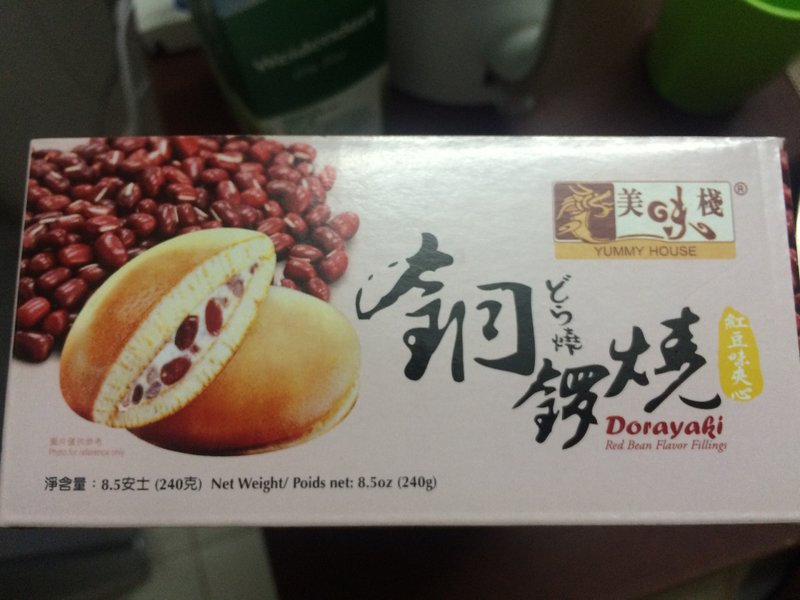 美味棧®
YUMMY HOUSE
銅鑼燒
どら燒
紅豆味夾心
Dorayaki
Red Bean Flavor Fillings
圖片僅供參考
Photo for reference only
淨含量：8.5安士 (240克) Net Weight/ Poids net: 8.5oz (240g)